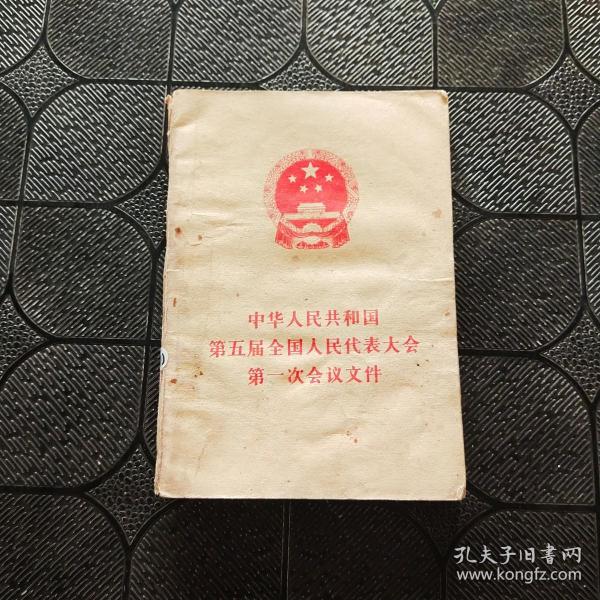 中华人民共和国
第五届全国人民代表大会
第一次会议文件
孔夫子旧書网
www.kongfz.com